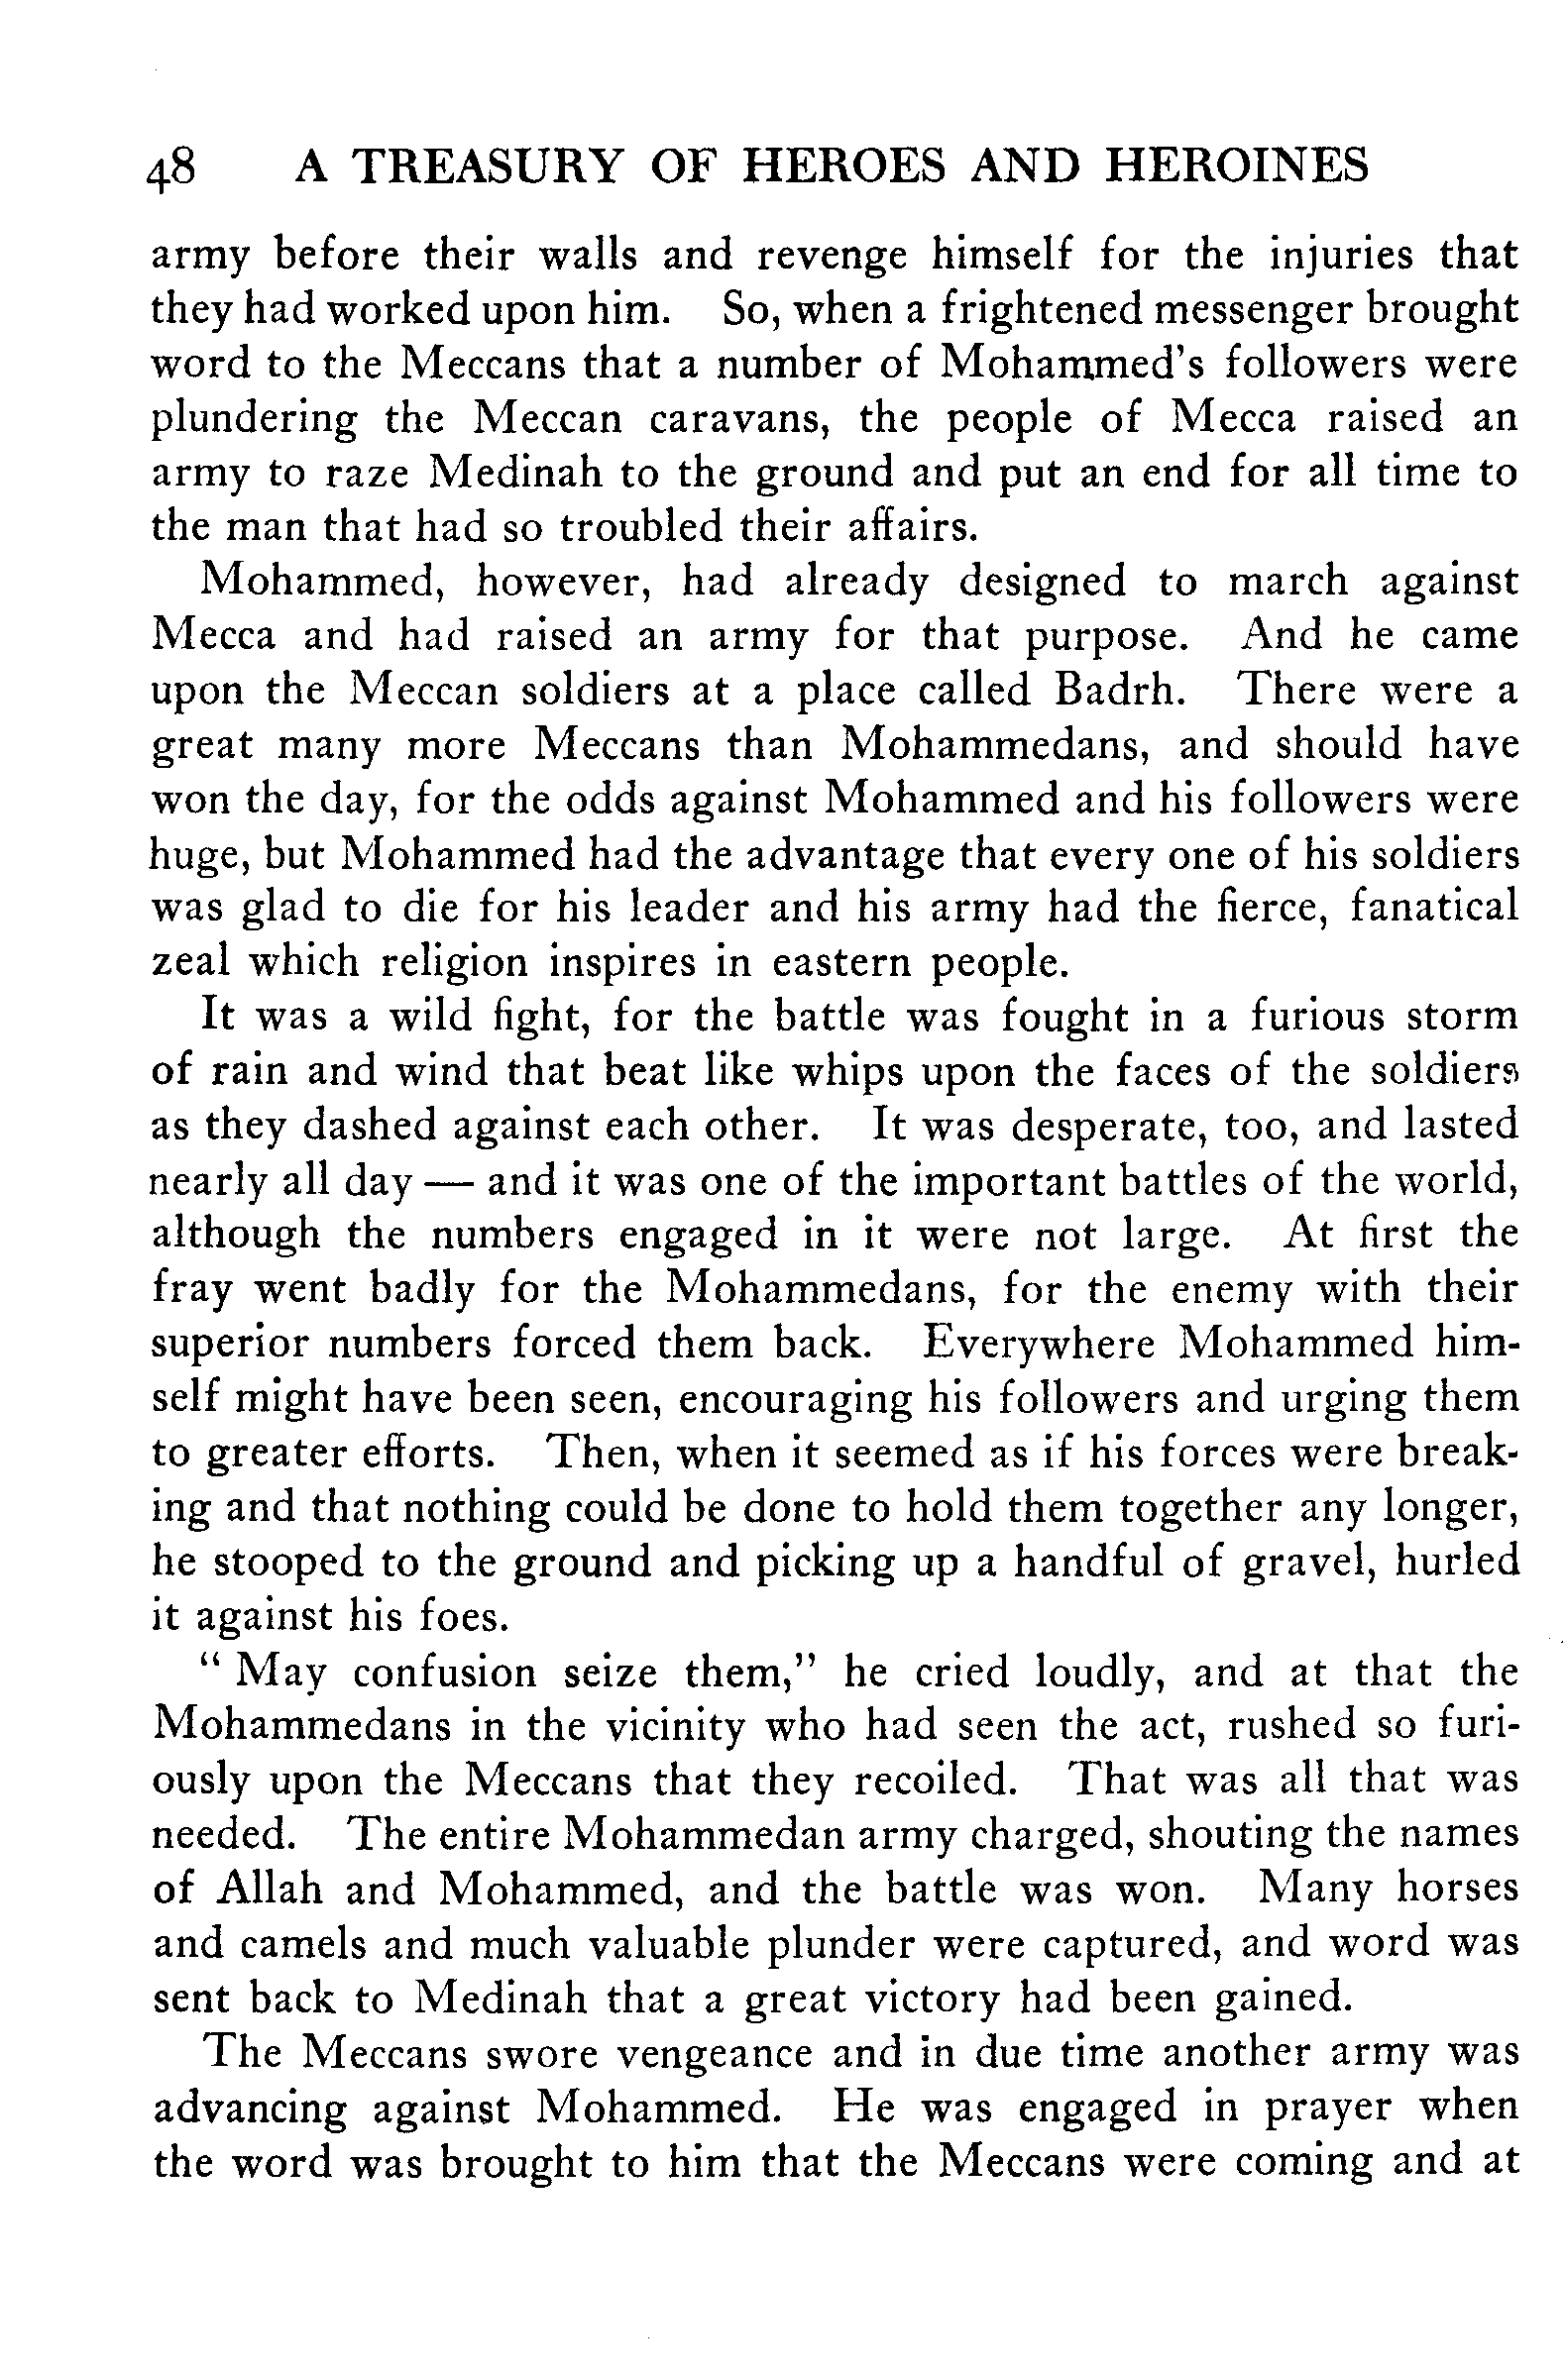 48 A TREASURY OF HEROES AND HEROINES
army before their walls and revenge himself for the injuries that
they had worked upon him. So, when a frightened messenger brought
word to the Meccans that a number of Mohammed's followers were
plundering the Meccan caravans, the people of Mecca raised an
army to raze Medinah to the ground and put an end for all time to
the man that had so troubled their affairs.
Mohammed, however, had already designed to march against
Mecca and had raised an army for that purpose. And he came
upon the Meccan soldiers at a place called Badrh. There were a
great many more Meccans than Mohammedans, and should have
won the day, for the odds against Mohammed and his followers were
huge, but Mohammed had the advantage that every one of his soldiers
was glad to die for his leader and his army had the fierce, fanatical
zeal which religion inspires in eastern people.
It was a wild fight, for the battle was fought in a furious storm
of rain and wind that beat like whips upon the faces of the soldiers
as they dashed against each other. It was desperate, too, and lasted
nearly all day — and it was one of the important battles of the world,
although the numbers engaged in it were not large. At first the
fray went badly for the Mohammedans, for the enemy with their
superior numbers forced them back. Everywhere Mohammed him-
self might have been seen, encouraging his followers and urging them
to greater efforts. Then, when it seemed as if his forces were break-
ing and that nothing could be done to hold them together any longer,
he stooped to the ground and picking up a handful of gravel, hurled
it against his foes.
" May confusion seize them," he cried loudly, and at that the
Mohammedans in the vicinity who had seen the act, rushed so furi-
ously upon the Meccans that they recoiled. That was all that was
needed. The entire Mohammedan army charged, shouting the names
of Allah and Mohammed, and the battle was won. Many horses
and camels and much valuable plunder were captured, and word was
sent back to Medinah that a great victory had been gained.
The Meccans swore vengeance and in due time another army was
advancing against Mohammed. He was engaged in prayer when
the word was brought to him that the Meccans were coming and at